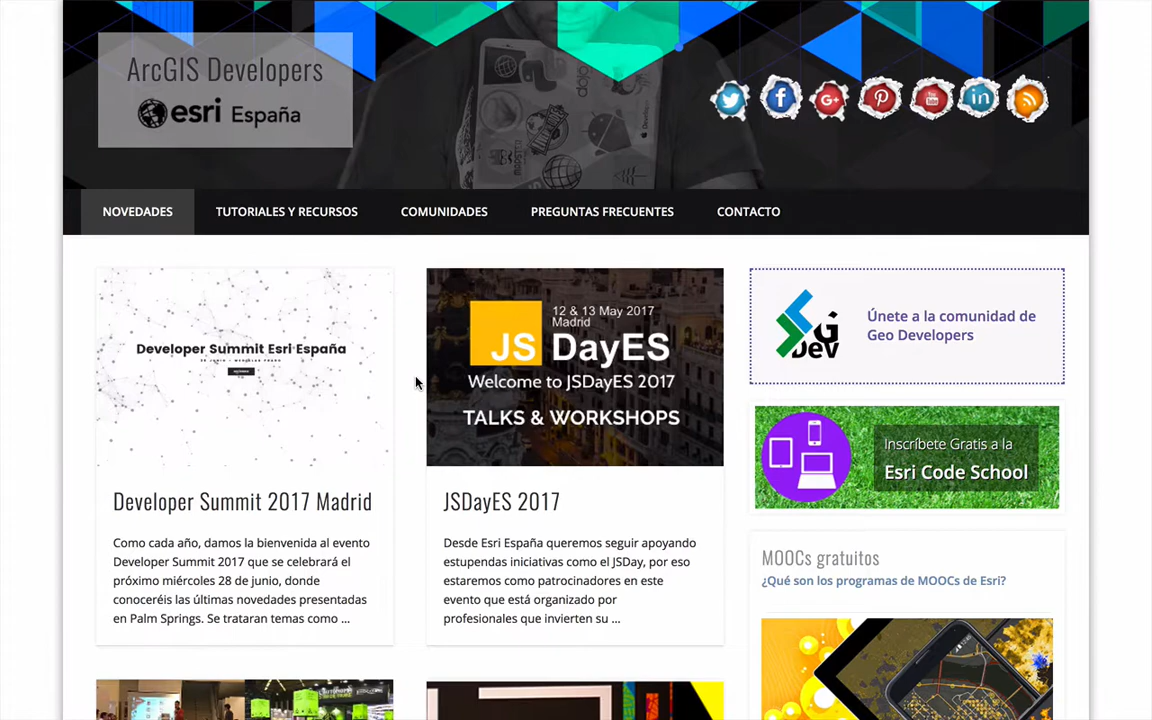 ArcGIS Developers
esri España
NOVEDADES
TUTORIALES Y RECURSOS
COMUNIDADES
PREGUNTAS FRECUENTES
CONTACTO
Developer Summit Esri España
Developer Summit 2017 Madrid
Como cada año, damos la bienvenida al evento
Developer Summit 2017 que se celebrará el
próximo miércoles 28 de junio, donde
conoceréis las últimas novedades presentadas
en Palm Springs. Se trataran temas como ...
12 & 13 May 2017
Madrid
JS DayES
Welcome to JSDayES 2017
TALKS & WORKSHOPS
JSDayES 2017
Desde Esri España queremos seguir apoyando
estupendas iniciativas como el JSDay, por eso
estaremos como patrocinadores en este
evento que está organizado por
profesionales que invierten su ...
G
Dev
Únete a la comunidad de
Geo Developers
Inscríbete Gratis a la
Esri Code School
MOOCs gratuitos
¿Qué son los programas de MOOCs de Esri?